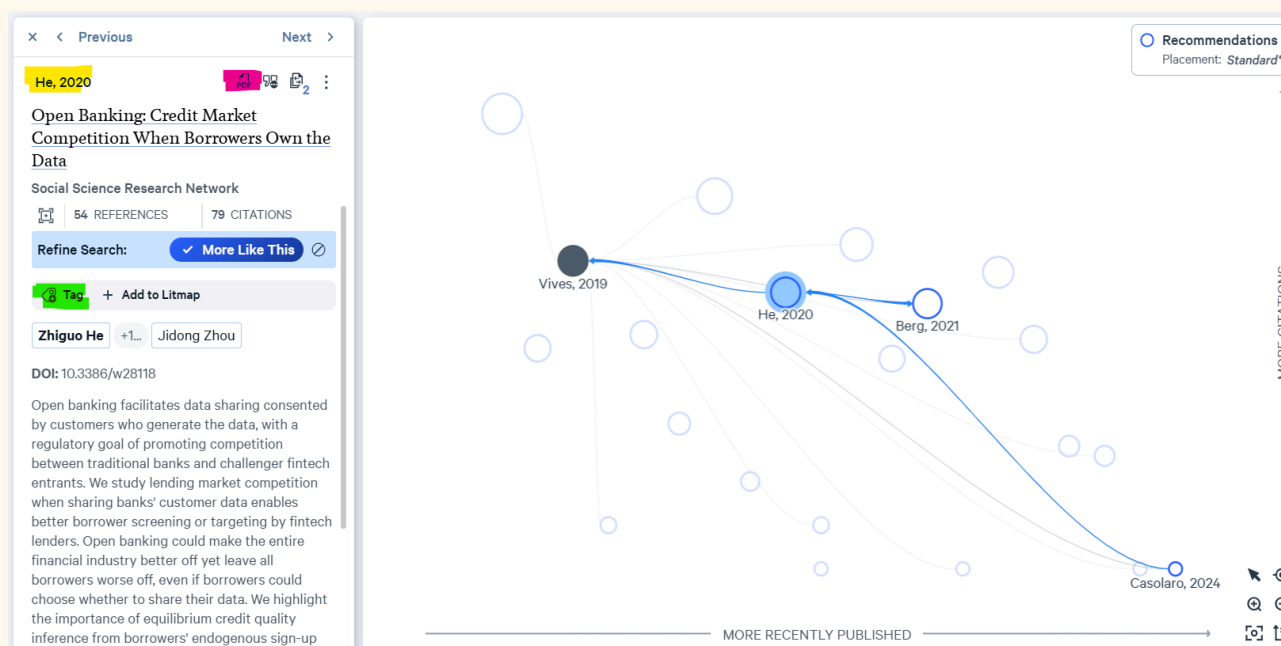 Previous
Next
He, 2020
PDF
2
Open Banking: Credit Market
Competition When Borrowers Own the
Data
Social Science Research Network
54 REFERENCES
79 CITATIONS
Refine Search:
More Like This
Tag
+ Add to Litmap
Zhiguo He
+1...
Jidong Zhou
DOI: 10.3386/w28118
Open banking facilitates data sharing consented
by customers who generate the data, with a
regulatory goal of promoting competition
between traditional banks and challenger fintech
entrants. We study lending market competition
when sharing banks' customer data enables
better borrower screening or targeting by fintech
lenders. Open banking could make the entire
financial industry better off yet leave all
borrowers worse off, even if borrowers could
choose whether to share their data. We highlight
the importance of equilibrium credit quality
inference from borrowers' endogenous sign-up
Recommendations
Placement: Standard
Vives, 2019
He, 2020
Berg, 2021
Casolaro, 2024
MORE RECENTLY PUBLISHED
MORE CITATIONS